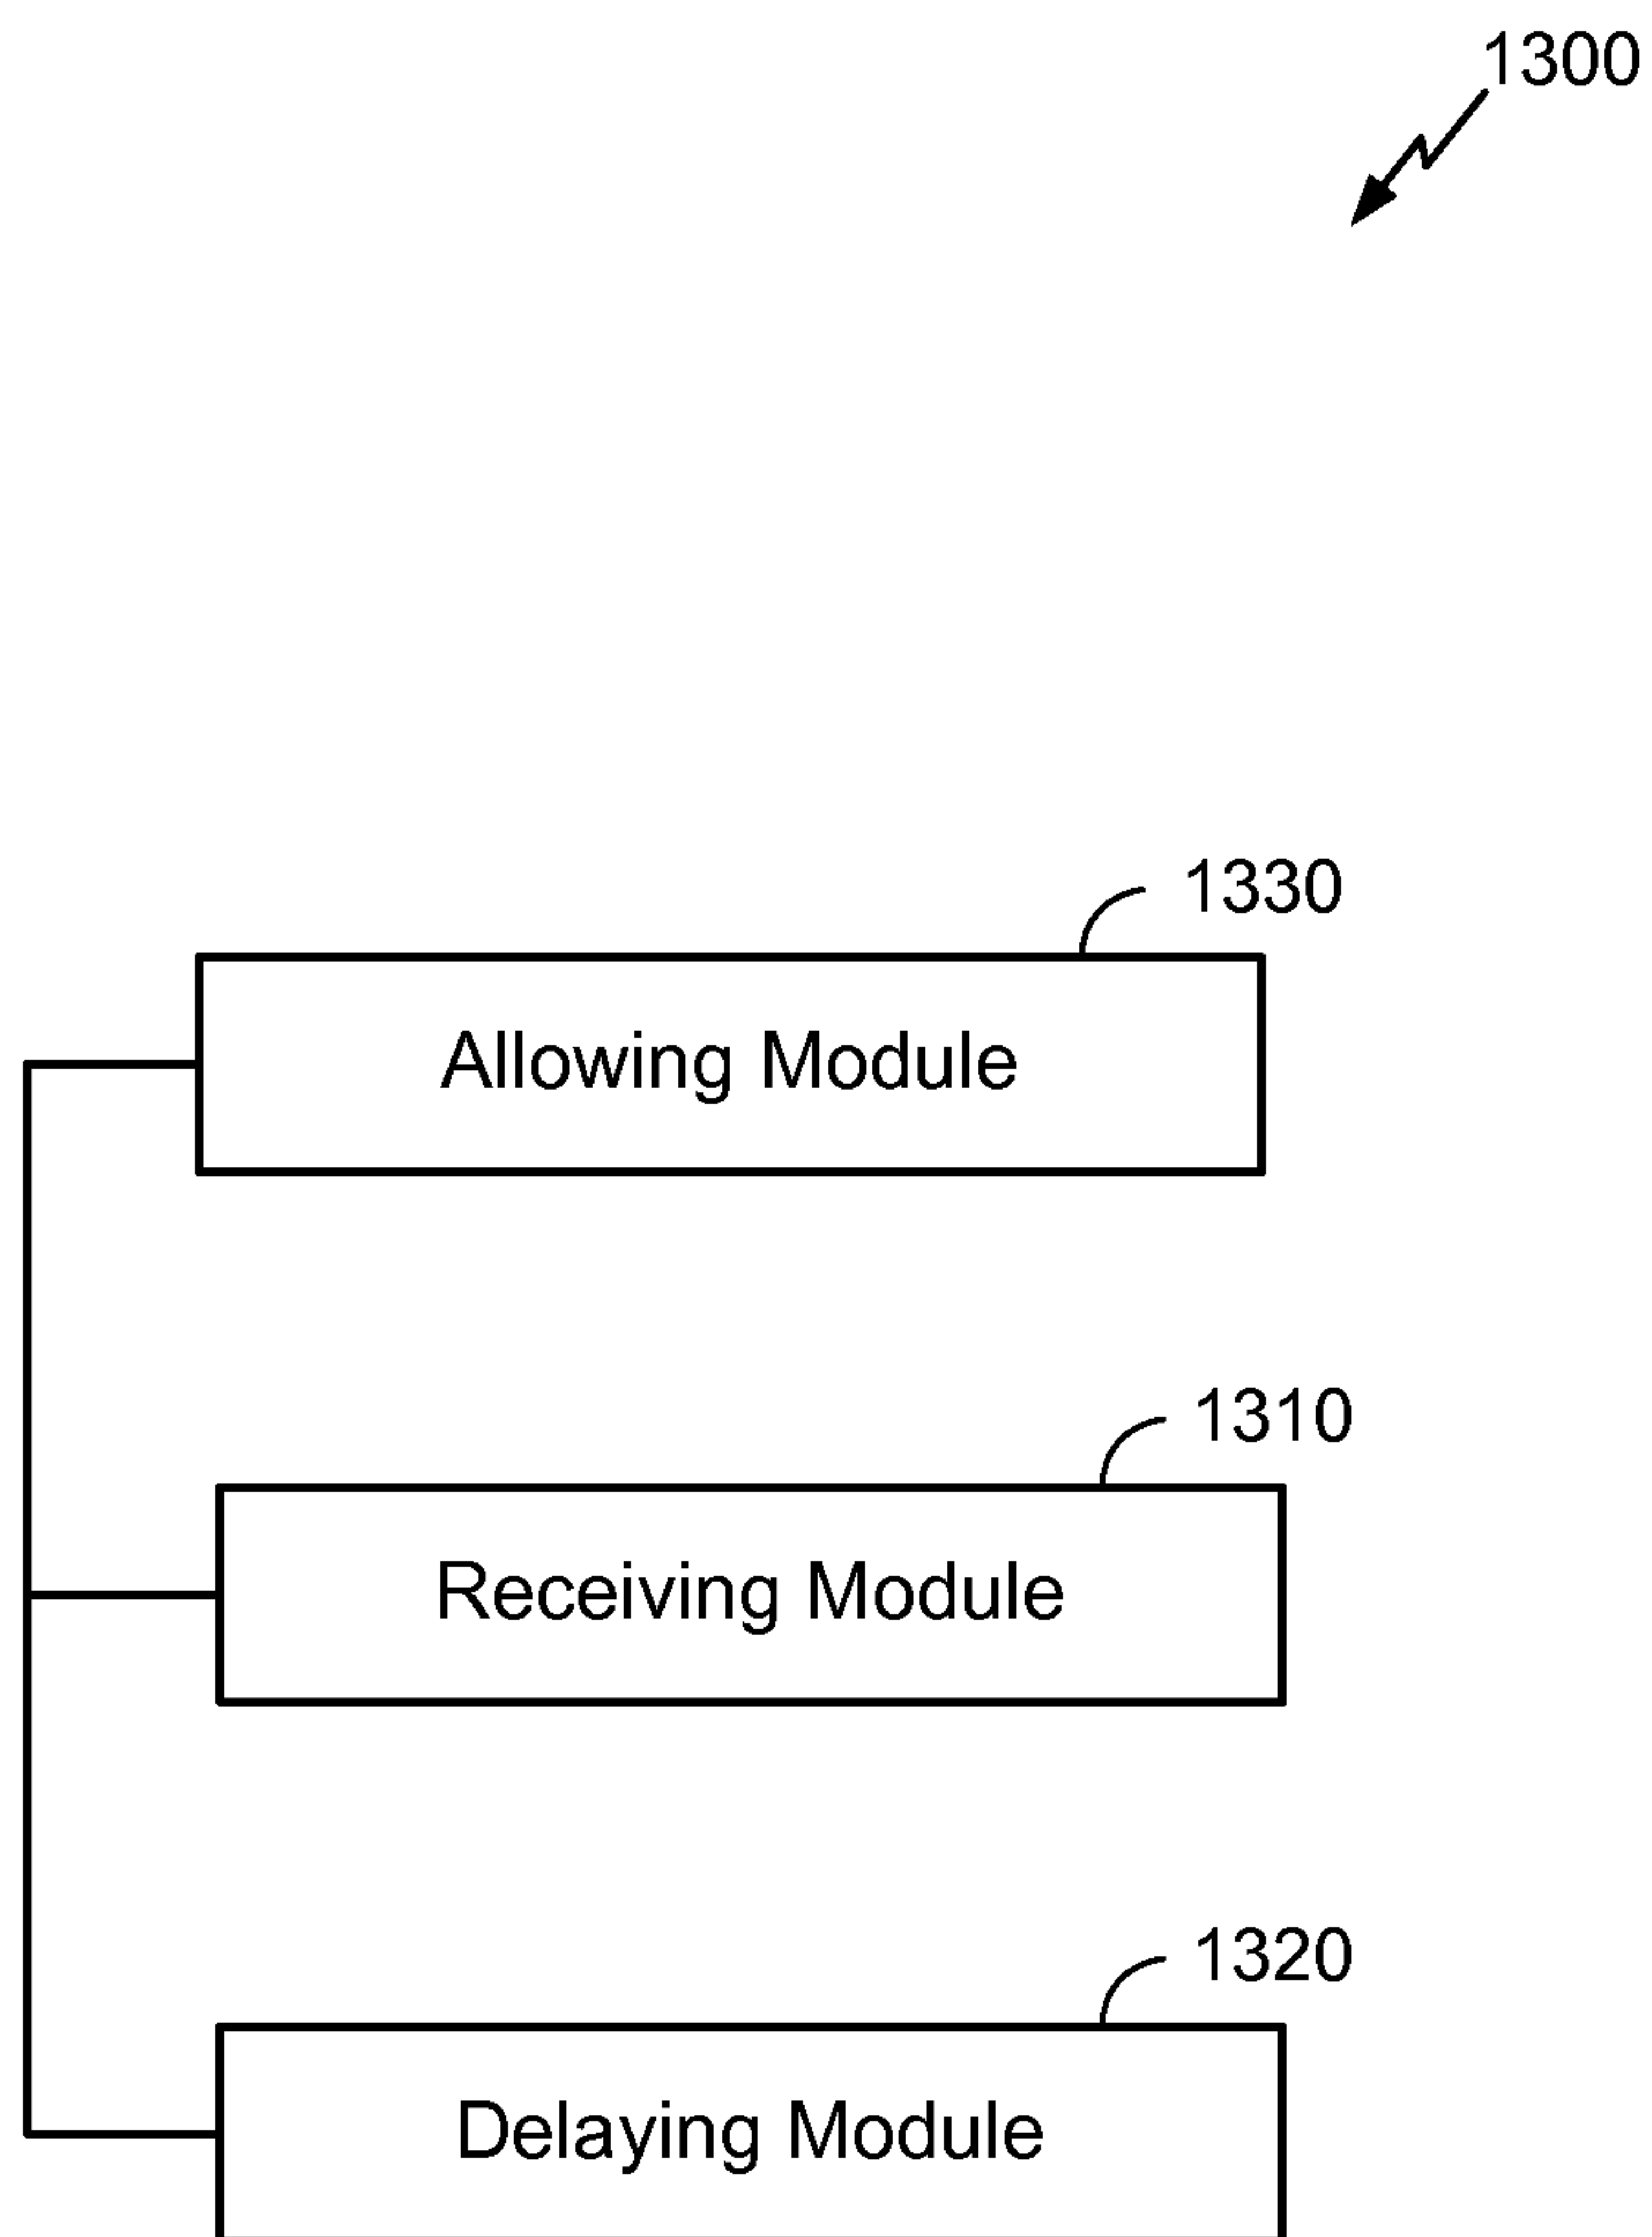 1300
1330
Allowing Module
1310
Receiving Module
1320
Delaying Module